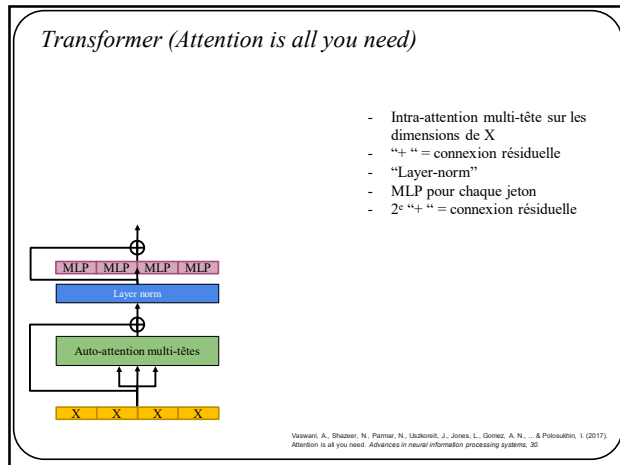 Transformer (Attention is all you need)
- Intra-attention multi-tête sur les
dimensions de X
- “+ “ = connexion résiduelle
- “Layer-norm”
- MLP pour chaque jeton
- 2e “+ “ = connexion résiduelle
MLP MLP MLP MLP
Layer norm
Auto-attention multi-têtes
X X X X
Vaswani, A., Shazeer, N., Parmar, N., Uszkoreit, J., Jones, L., Gomez, A. N., ... & Polosukhin, I. (2017).
Attention is all you need. Advances in neural information processing systems, 30.